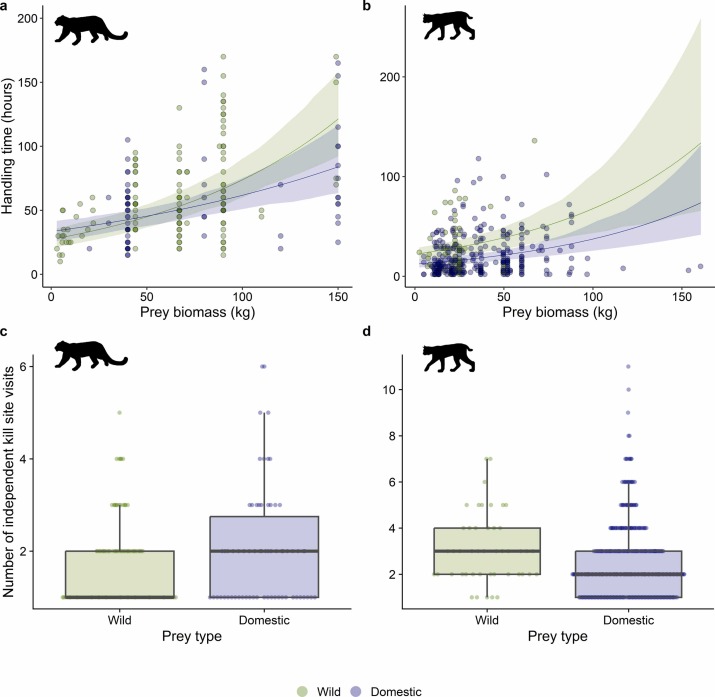 a
b
Handling time (hours)
200
150
100
50
0
0
50
100
150
Prey biomass (kg)
200
100
0
0
50
100
150
Prey biomass (kg)
c
d
Number of independent kill site visits
6
4
2
Wild
Domestic
Prey type
10
8
6
4
2
Wild
Domestic
Prey type
Wild
Domestic